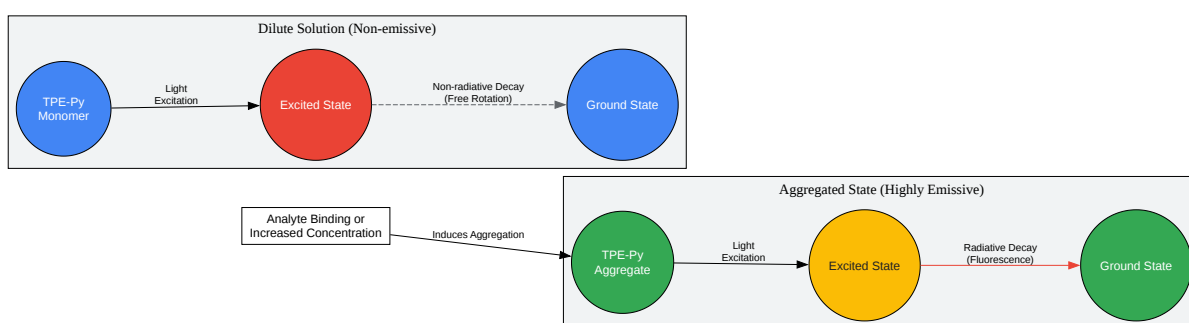 Dilute Solution (Non-emissive)
TPE-Py
Monomer
Light
Excitation
Excited State
Non-radiative Decay
(Free Rotation)
Ground State
Aggregated State (Highly Emissive)
Analyte Binding or
Increased Concentration
Induces Aggregation
TPE-Py
Aggregate
Light
Excitation
Excited State
Radiative Decay
(Fluorescence)
Ground State